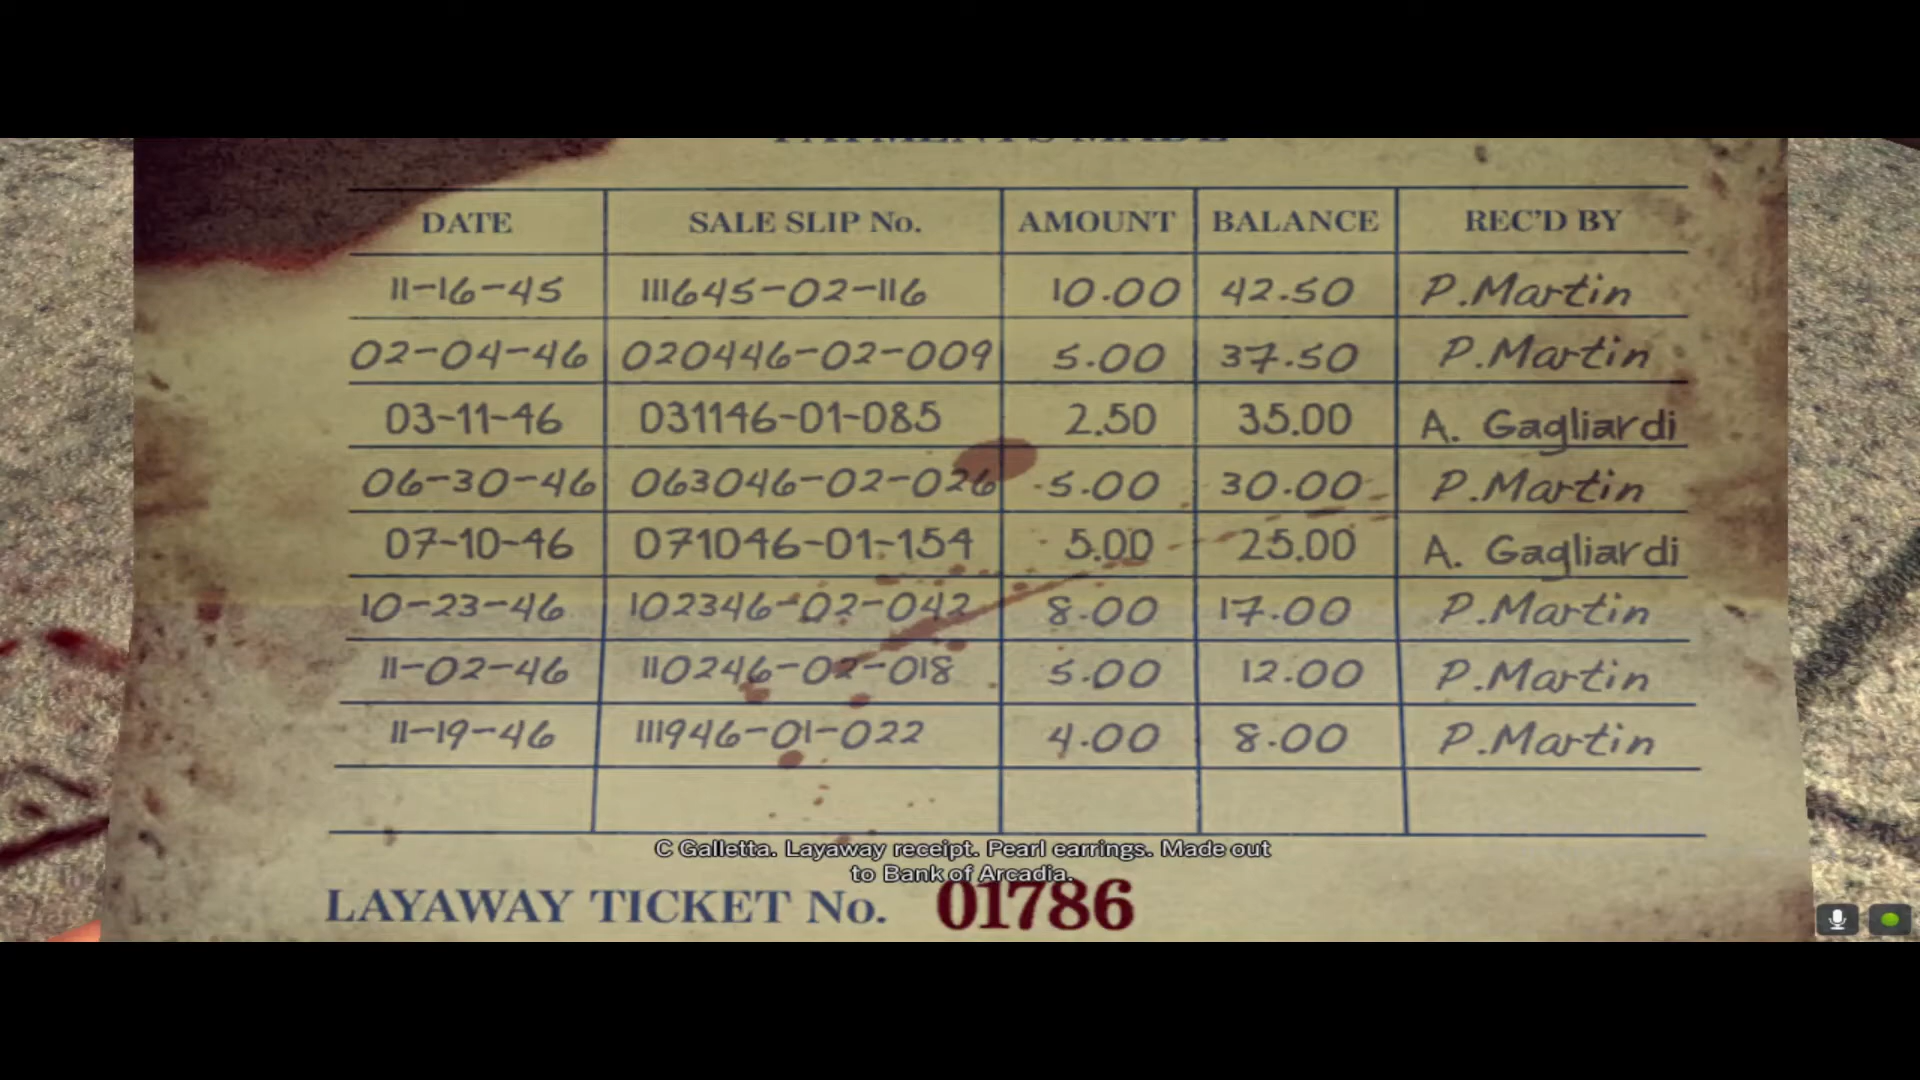 PAYMENTS MADE
DATE SALE SLIP No. AMOUNT BALANCE REC'D BY
11-16-45 111645-02-116 10.00 42.50 P.Martin
02-04-46 020446-02-009 5.00 37.50 P.Martin
03-11-46 031146-01-085 2.50 35.00 A. Gagliardi
06-30-46 063046-02-026 5.00 30.00 P.Martin
07-10-46 071046-01-154 5.00 25.00 A. Gagliardi
10-23-46 102346-02-042 8.00 17.00 P.Martin
11-02-46 110246-02-018 5.00 12.00 P.Martin
11-19-46 111946-01-022 4.00 8.00 P.Martin
C Galletta. Layaway receipt. Pearl earrings. Made out
to Bank of Arcadia.
LAYAWAY TICKET No. 01786